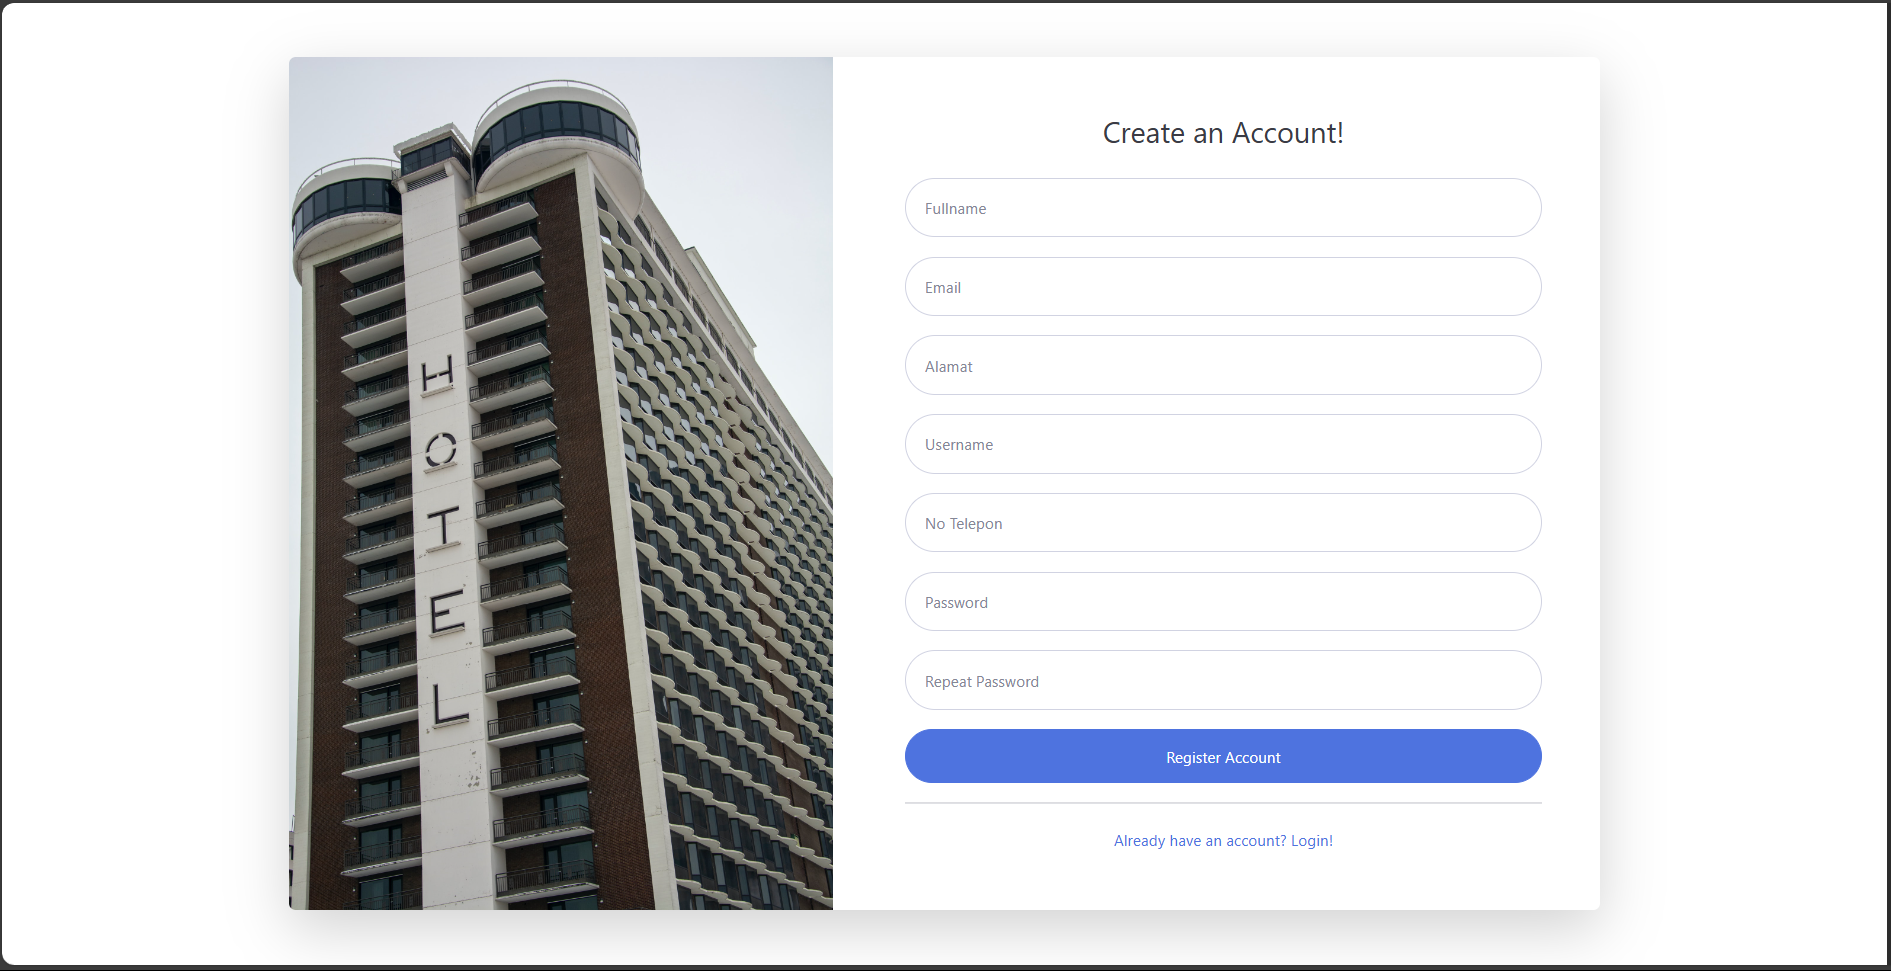 HOTEL
Create an Account!
Fullname
Email
Alamat
Username
No Telepon
Password
Repeat Password
Register Account
Already have an account? Login!